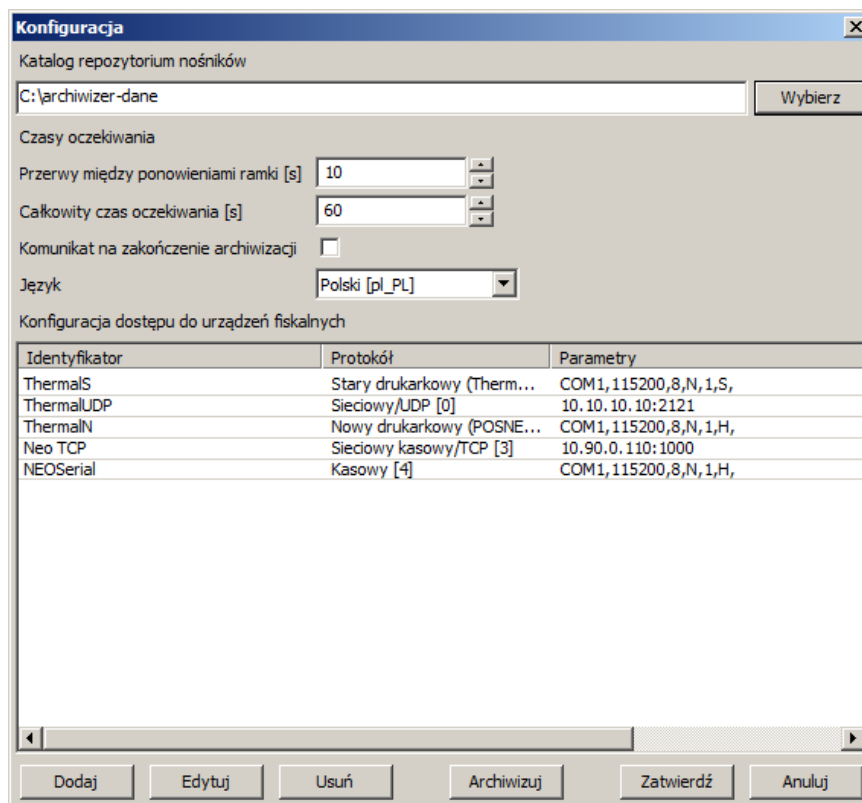 Konfiguracja
Katalog repozytorium nośników
C:\archiwizer-dane Wybierz
Czasy oczekiwania
Przerwy między ponowieniami ramki [s] 10
Całkowity czas oczekiwania [s] 60
Komunikat na zakończenie archiwizacji
Język Polski [pl_PL]
Konfiguracja dostępu do urządzeń fiskalnych
Identyfikator Protokół Parametry
ThermalS Stary drukarkowy (Therm... COM1,115200,8,N,1,S,
ThermalUDP Sieciowy/UDP [0] 10.10.10.10:2121
ThermalN Nowy drukarkowy (POSNE... COM1,115200,8,N,1,H,
Neo TCP Sieciowy kasowy/TCP [3] 10.90.0.110:1000
NEOSerial Kasowy [4] COM1,115200,8,N,1,H,
Dodaj Edytuj Usuń Archiwizuj Zatwierdź Anuluj